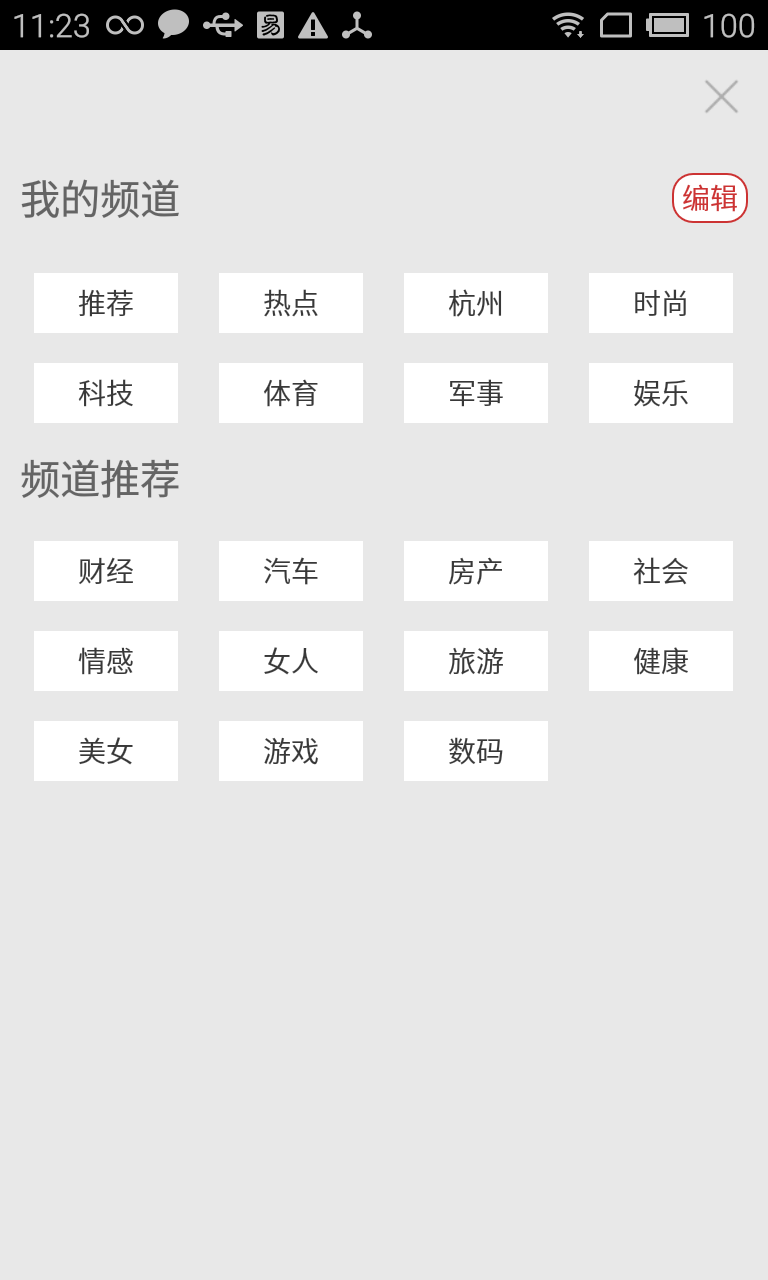 11:23 易 100
我的频道 编辑
推荐 热点 杭州 时尚
科技 体育 军事 娱乐
频道推荐
财经 汽车 房产 社会
情感 女人 旅游 健康
美女 游戏 数码